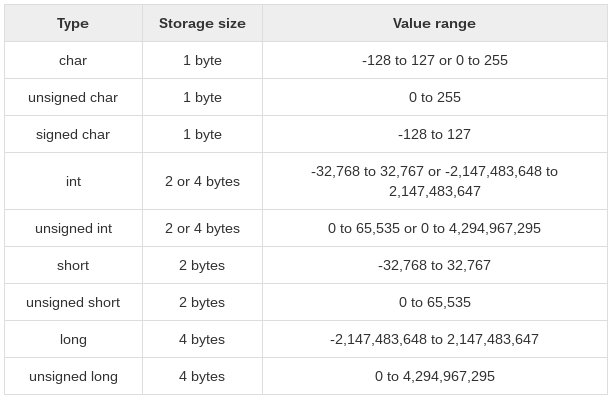 Type Storage size Value range
char 1 byte -128 to 127 or 0 to 255
unsigned char 1 byte 0 to 255
signed char 1 byte -128 to 127
int 2 or 4 bytes -32,768 to 32,767 or -2,147,483,648 to
2,147,483,647
unsigned int 2 or 4 bytes 0 to 65,535 or 0 to 4,294,967,295
short 2 bytes -32,768 to 32,767
unsigned short 2 bytes 0 to 65,535
long 4 bytes -2,147,483,648 to 2,147,483,647
unsigned long 4 bytes 0 to 4,294,967,295